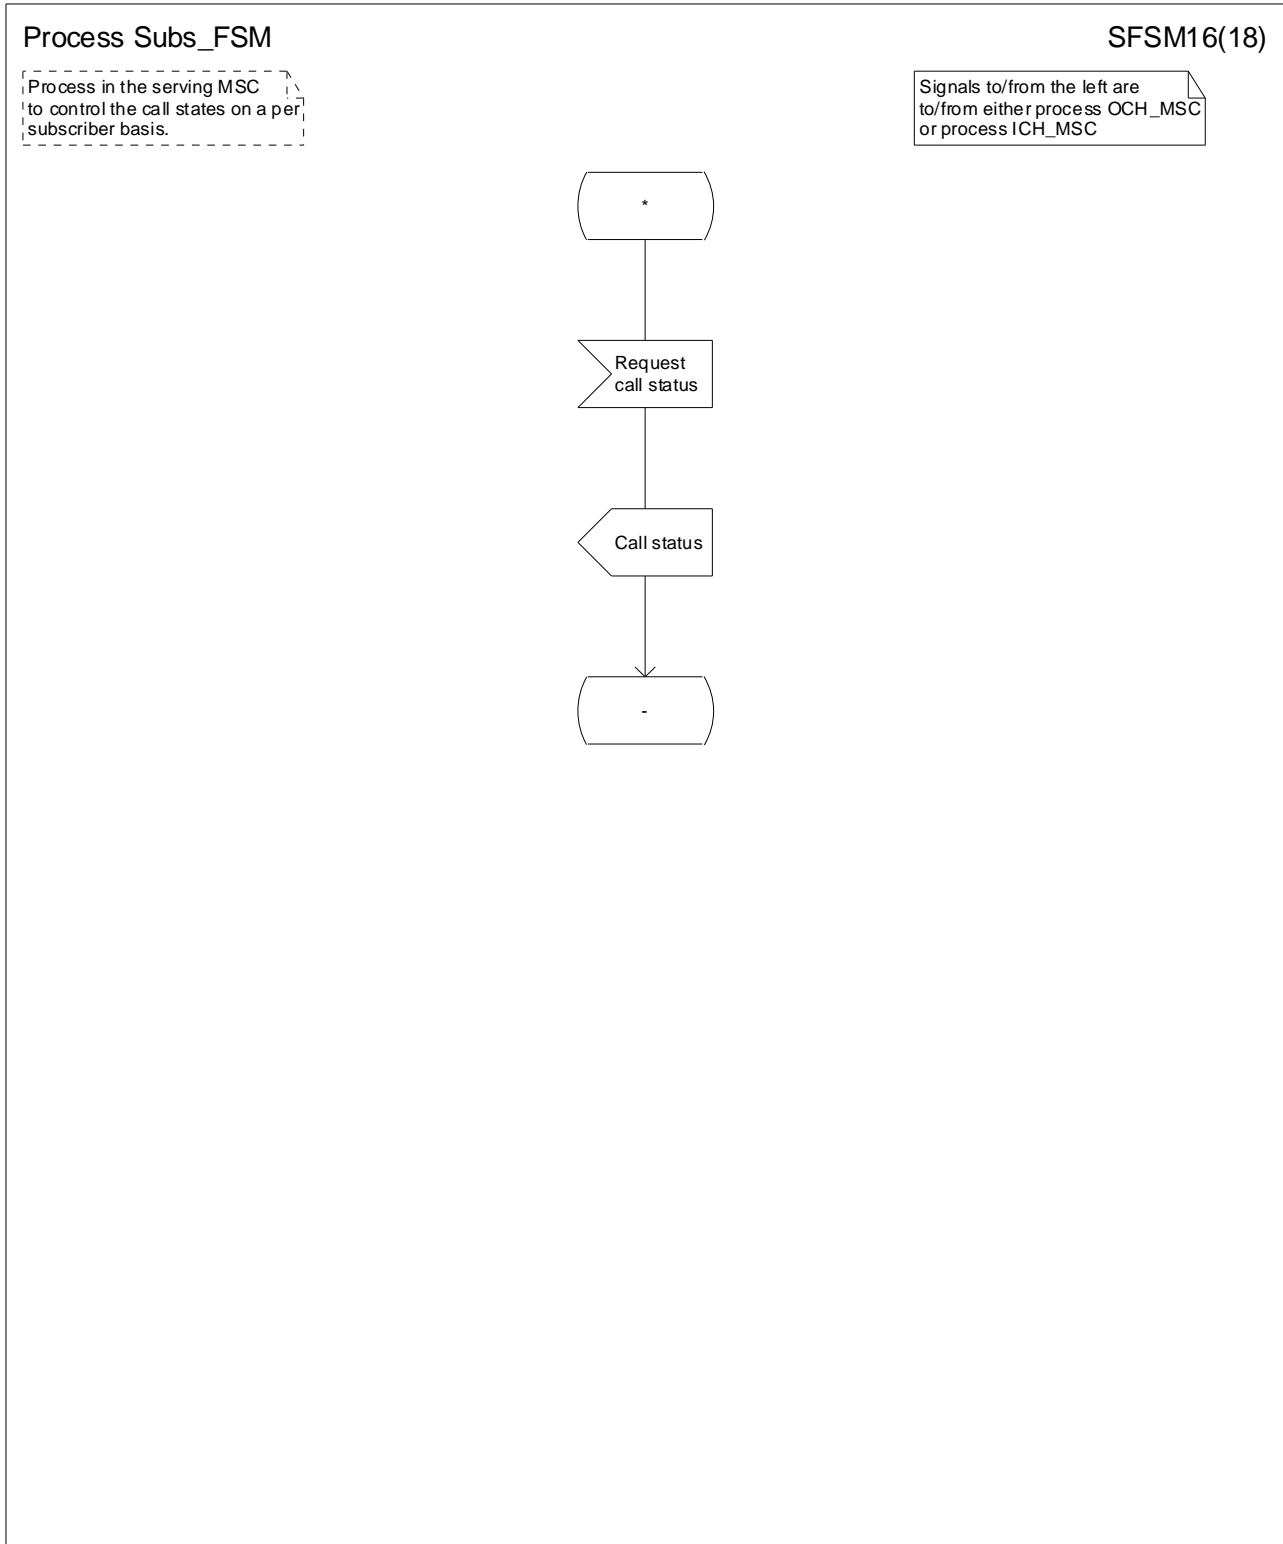 Process Subs_FSM
SFSM16(18)
Process in the serving MSC
to control the call states on a per
subscriber basis.
Signals to/from the left are
to/from either process OCH_MSC
or process ICH_MSC
*
Request
call status
Call status
-